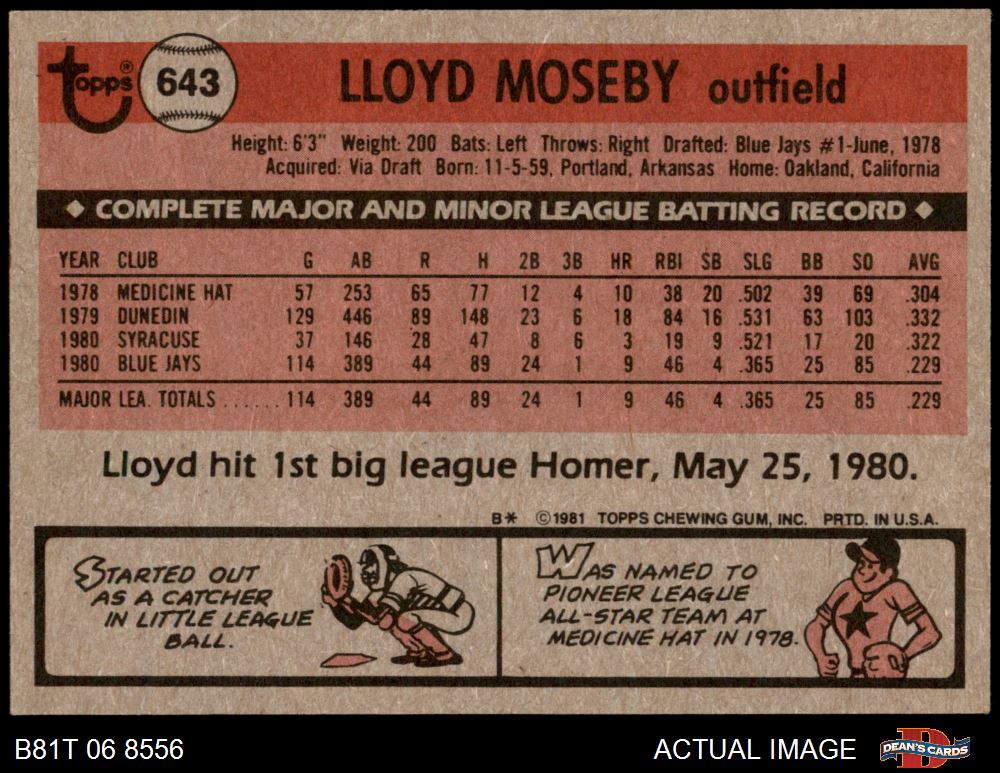 Topps® 643 LLOYD MOSEBY outfield
Height: 6'3" Weight: 200 Bats: Left Throws: Right Drafted: Blue Jays #1-June, 1978
Acquired: Via Draft Born: 11-5-59, Portland, Arkansas Home: Oakland, California
◆ COMPLETE MAJOR AND MINOR LEAGUE BATTING RECORD ◆
YEAR CLUB G AB R H 2B 3B HR RBI SB SLG BB SO AVG
1978 MEDICINE HAT 57 253 65 77 12 4 10 38 20 .502 39 69 .304
1979 DUNEDIN 129 446 89 148 23 6 18 84 16 .531 63 103 .332
1980 SYRACUSE 37 146 28 47 8 6 3 19 9 .521 17 20 .322
1980 BLUE JAYS 114 389 44 89 24 1 9 46 4 .365 25 85 .229
MAJOR LEA. TOTALS ...... 114 389 44 89 24 1 9 46 4 .365 25 85 .229
Lloyd hit 1st big league Homer, May 25, 1980.
B* ©1981 TOPPS CHEWING GUM, INC. PRTD. IN U.S.A.
STARTED OUT
AS A CATCHER
IN LITTLE LEAGUE
BALL.
WAS NAMED TO
PIONEER LEAGUE
ALL-STAR TEAM AT
MEDICINE HAT IN 1978.
B81T 06 8556 ACTUAL IMAGE DEAN'S CARDS